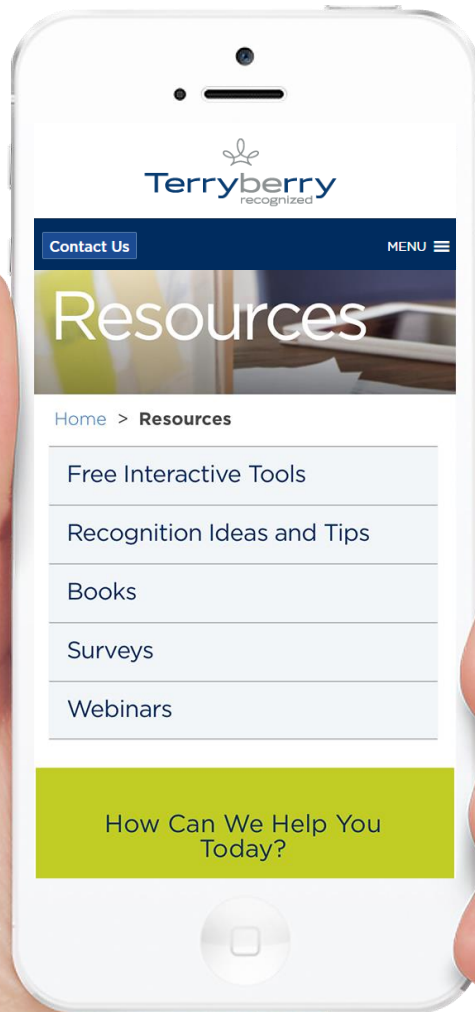 Terryberry
recognized
Contact Us
MENU
Resources
Home > Resources
Free Interactive Tools
Recognition Ideas and Tips
Books
Surveys
Webinars
How Can We Help You
Today?